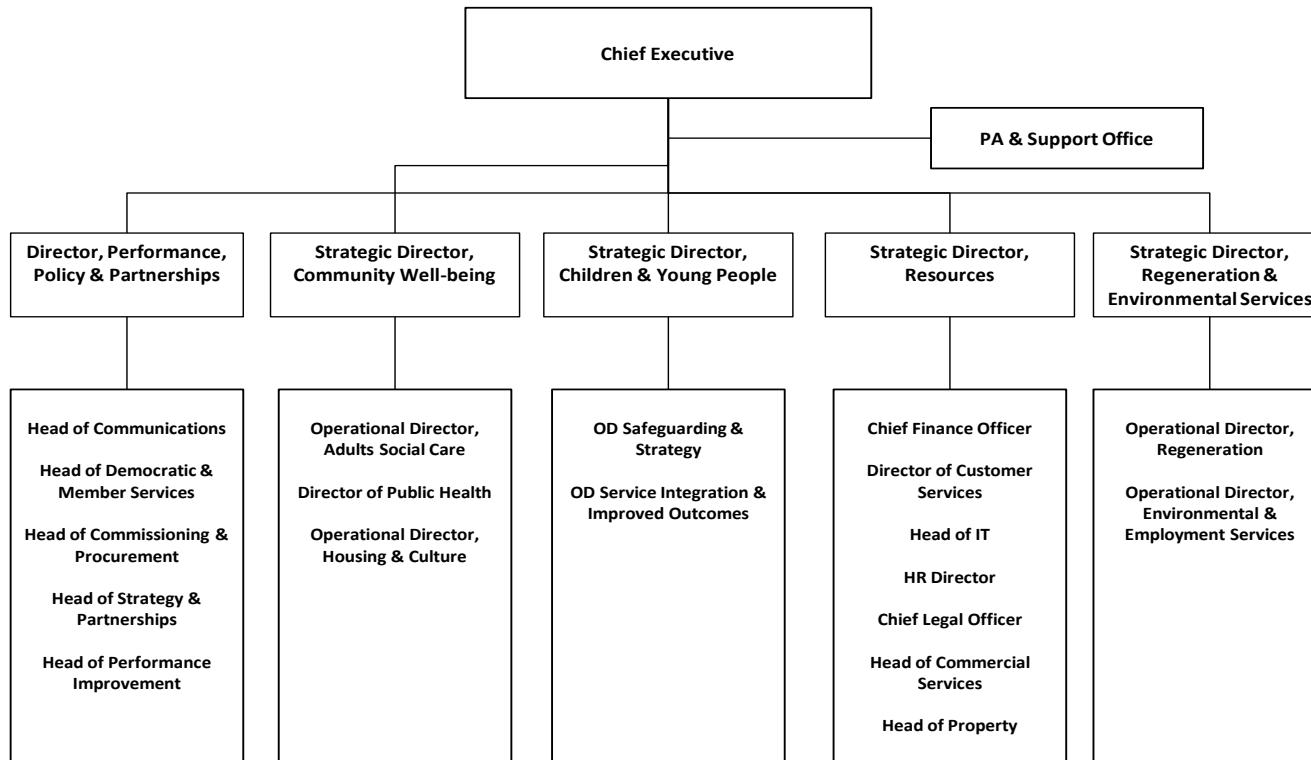 Chief Executive
PA & Support Office
Director, Performance,
Policy & Partnerships
Strategic Director,
Community Well-being
Strategic Director,
Children & Young People
Strategic Director,
Resources
Strategic Director,
Regeneration &
Environmental Services
Head of Communications
Head of Democratic &
Member Services
Head of Commissioning &
Procurement
Head of Strategy &
Partnerships
Head of Performance
Improvement
Operational Director,
Adults Social Care
Director of Public Health
Operational Director,
Housing & Culture
OD Safeguarding &
Strategy
OD Service Integration &
Improved Outcomes
Chief Finance Officer
Director of Customer
Services
Head of IT
HR Director
Chief Legal Officer
Head of Commercial
Services
Head of Property
Operational Director,
Regeneration
Operational Director,
Environmental &
Employment Services